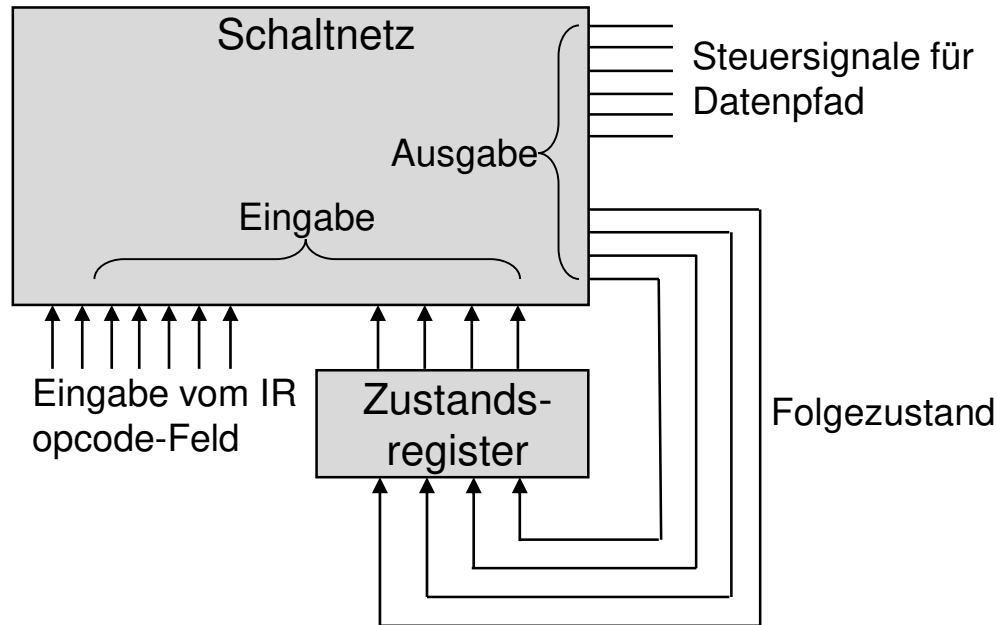 Schaltnetz
Steuersignale für
Datenpfad
Ausgabe
Eingabe
Eingabe vom IR
opcode-Feld
Zustands-
register
Folgezustand